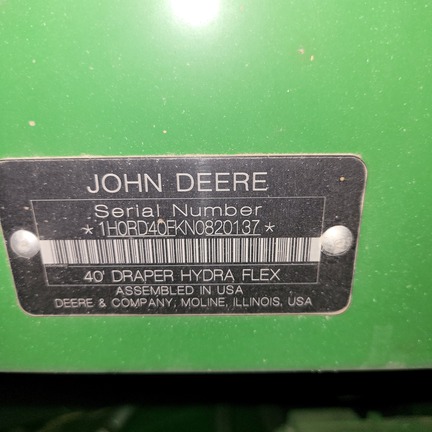 JOHN DEERE
Serial Number
*1H0RD40FKN0820137*
40' DRAPER HYDRA FLEX
ASSEMBLED IN USA
DEERE & COMPANY, MOLINE, ILLINOIS, USA